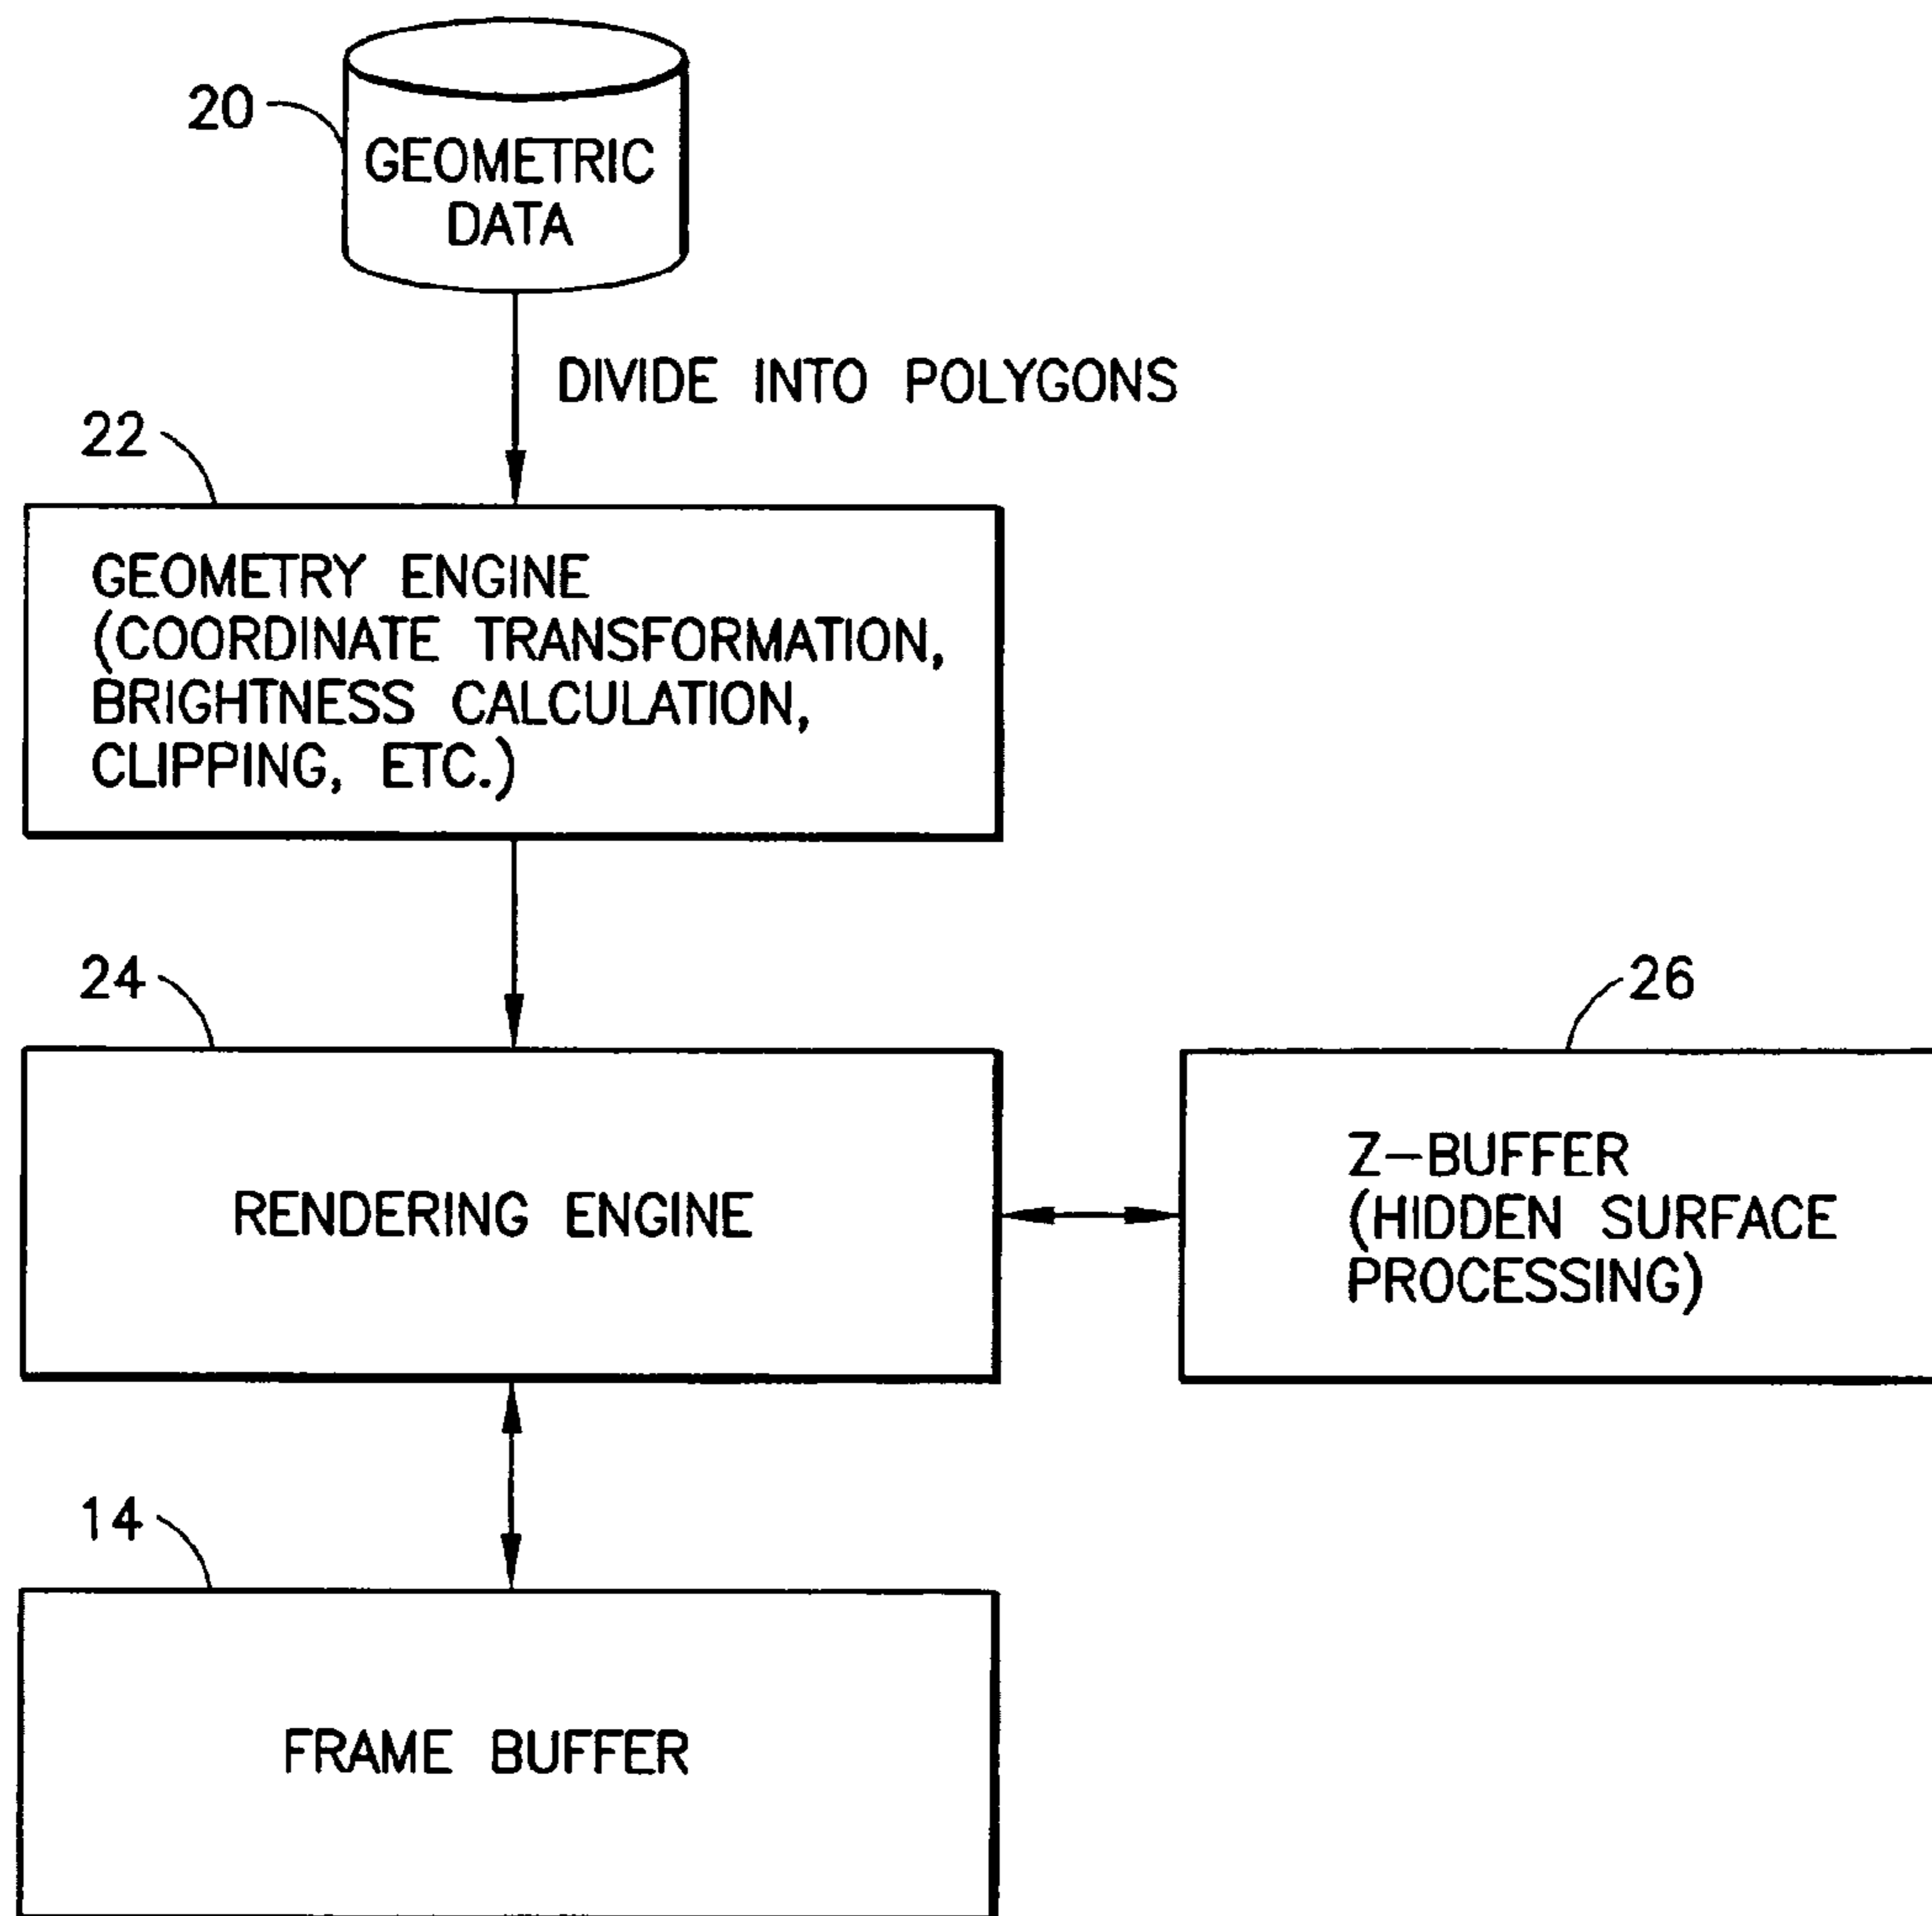 20
GEOMETRIC
DATA
DIVIDE INTO POLYGONS
22
GEOMETRY ENGINE
(COORDINATE TRANSFORMATION,
BRIGHTNESS CALCULATION,
CLIPPING, ETC.)
24
RENDERING ENGINE
26
Z-BUFFER
(HIDDEN SURFACE
PROCESSING)
14
FRAME BUFFER